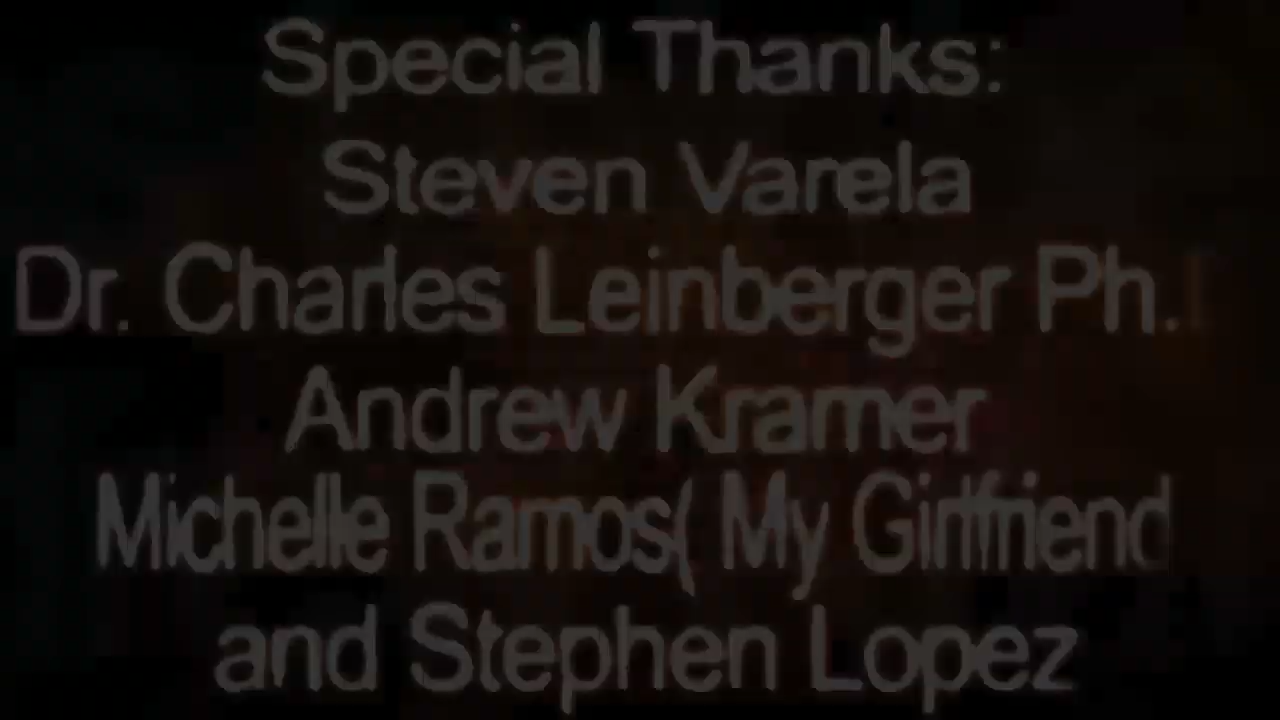 Special Thanks:
Steven Varela
Dr. Charles Leinberger Ph.
Andrew Kramer
Michelle Ramos( My Girlfriend
and Stephen Lopez